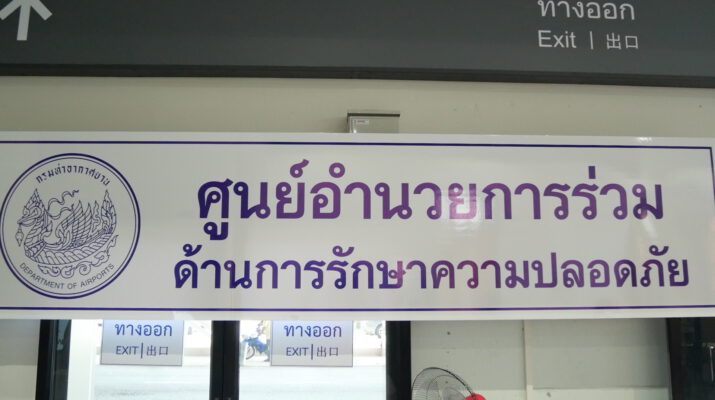 ทางออก
Exit | 出口
กรมท่าอากาศยาน
DEPARTMENT OF AIRPORTS
ศูนย์อำนวยการร่วม
ด้านการรักษาความปลอดภัย
ทางออก
EXIT|出口
ทางออก
EXIT|出口